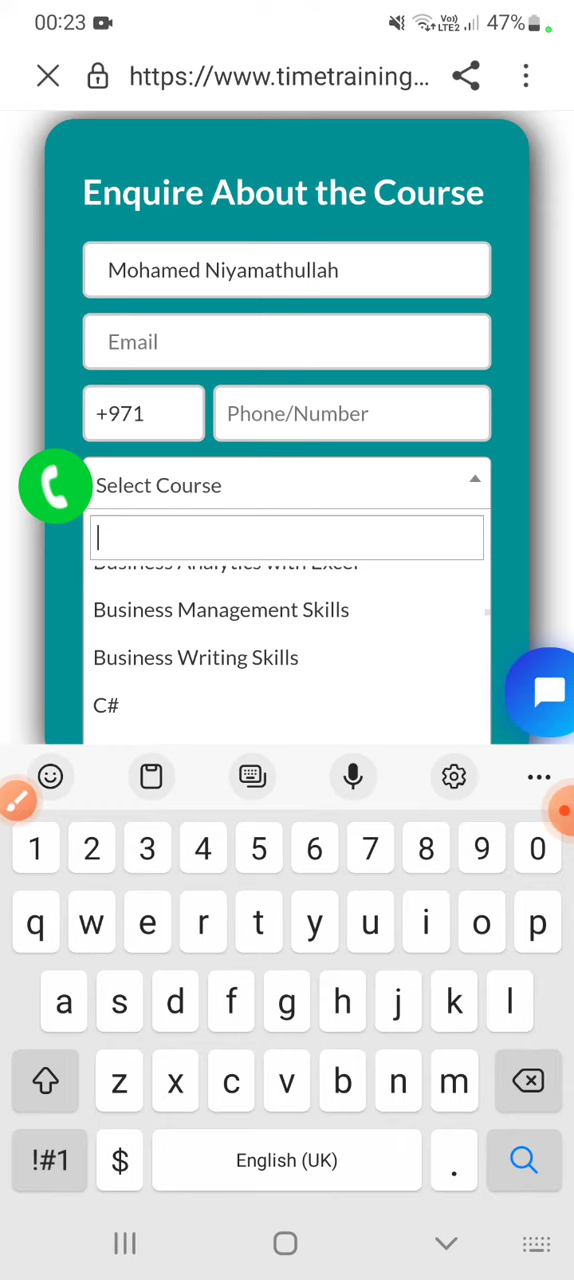 00:23
Vo))
LTE2
47%
https://www.timetraining...
Enquire About the Course
Mohamed Niyamathullah
Email
+971
Phone/Number
Select Course
Business Analytics with Excel
Business Management Skills
Business Writing Skills
C#
1 2 3 4 5 6 7 8 9 0
q w e r t y u i o p
a s d f g h j k l
z x c v b n m
!#1 $ English (UK) .